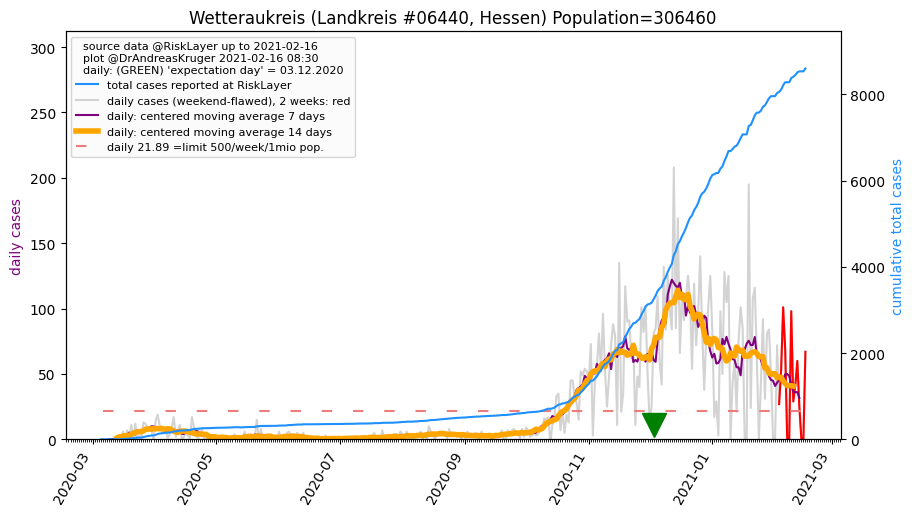 Wetteraukreis (Landkreis #06440, Hessen) Population=306460
source data @RiskLayer up to 2021-02-16
plot @DrAndreasKruger 2021-02-16 08:30
daily: (GREEN) 'expectation day' = 03.12.2020
total cases reported at RiskLayer
daily cases (weekend-flawed), 2 weeks: red
daily: centered moving average 7 days
daily: centered moving average 14 days
daily 21.89 =limit 500/week/1mio pop.
daily cases
300
250
200
150
100
50
0
cumulative total cases
8000
6000
4000
2000
0
2020-03
2020-05
2020-07
2020-09
2020-11
2021-01
2021-03